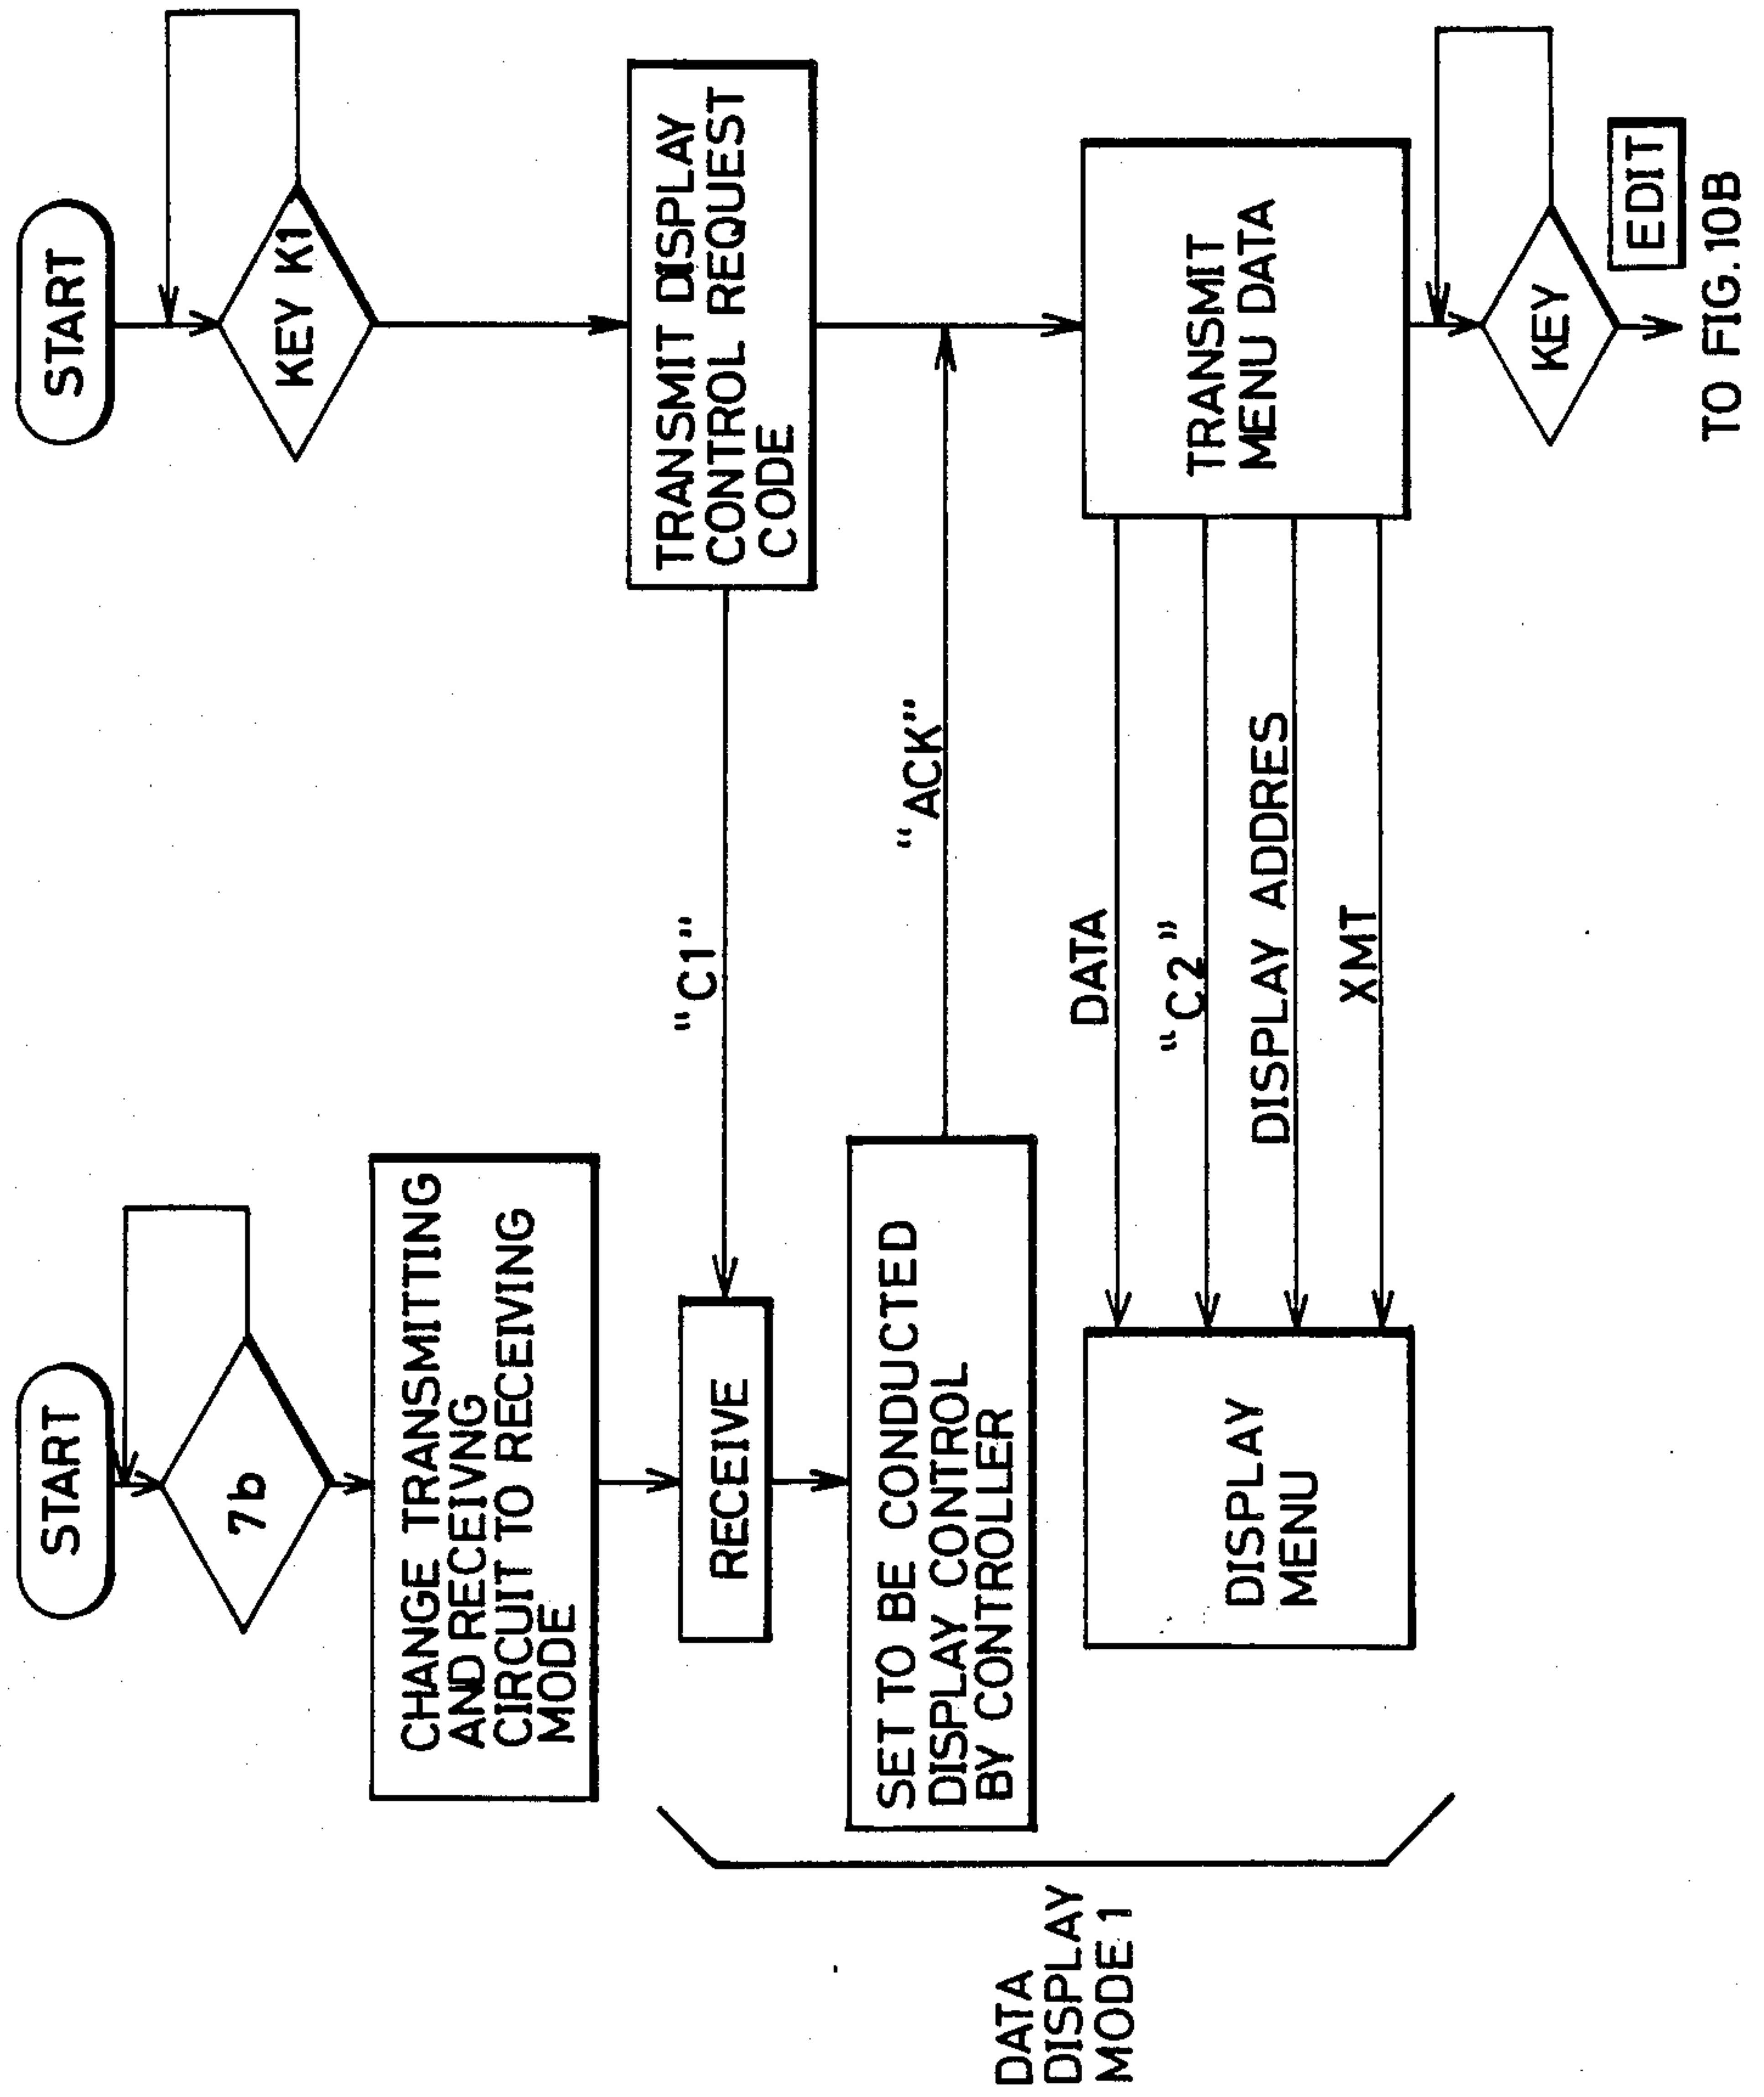 START
7b
CHANGE TRANSMITTING
AND RECEIVNG
CIRCUIT TO RECEIVING
MODE
RECEIVE
SET TO BE CONDUCTED
DISPLAY CONTROL
BY CONTROLLER
DISPLAY
MENU
DATA
DISPLAY
MODE 1
"C1"
"ACK"
DATA
"C2"
DISPLAY ADDRES
XMT
START
KEY K1
TRANSMIT DISPLAY
CONTROL REQUEST
CODE
TRANSMIT
MENU DATA
KEY
EDIT
TO FIG.10B